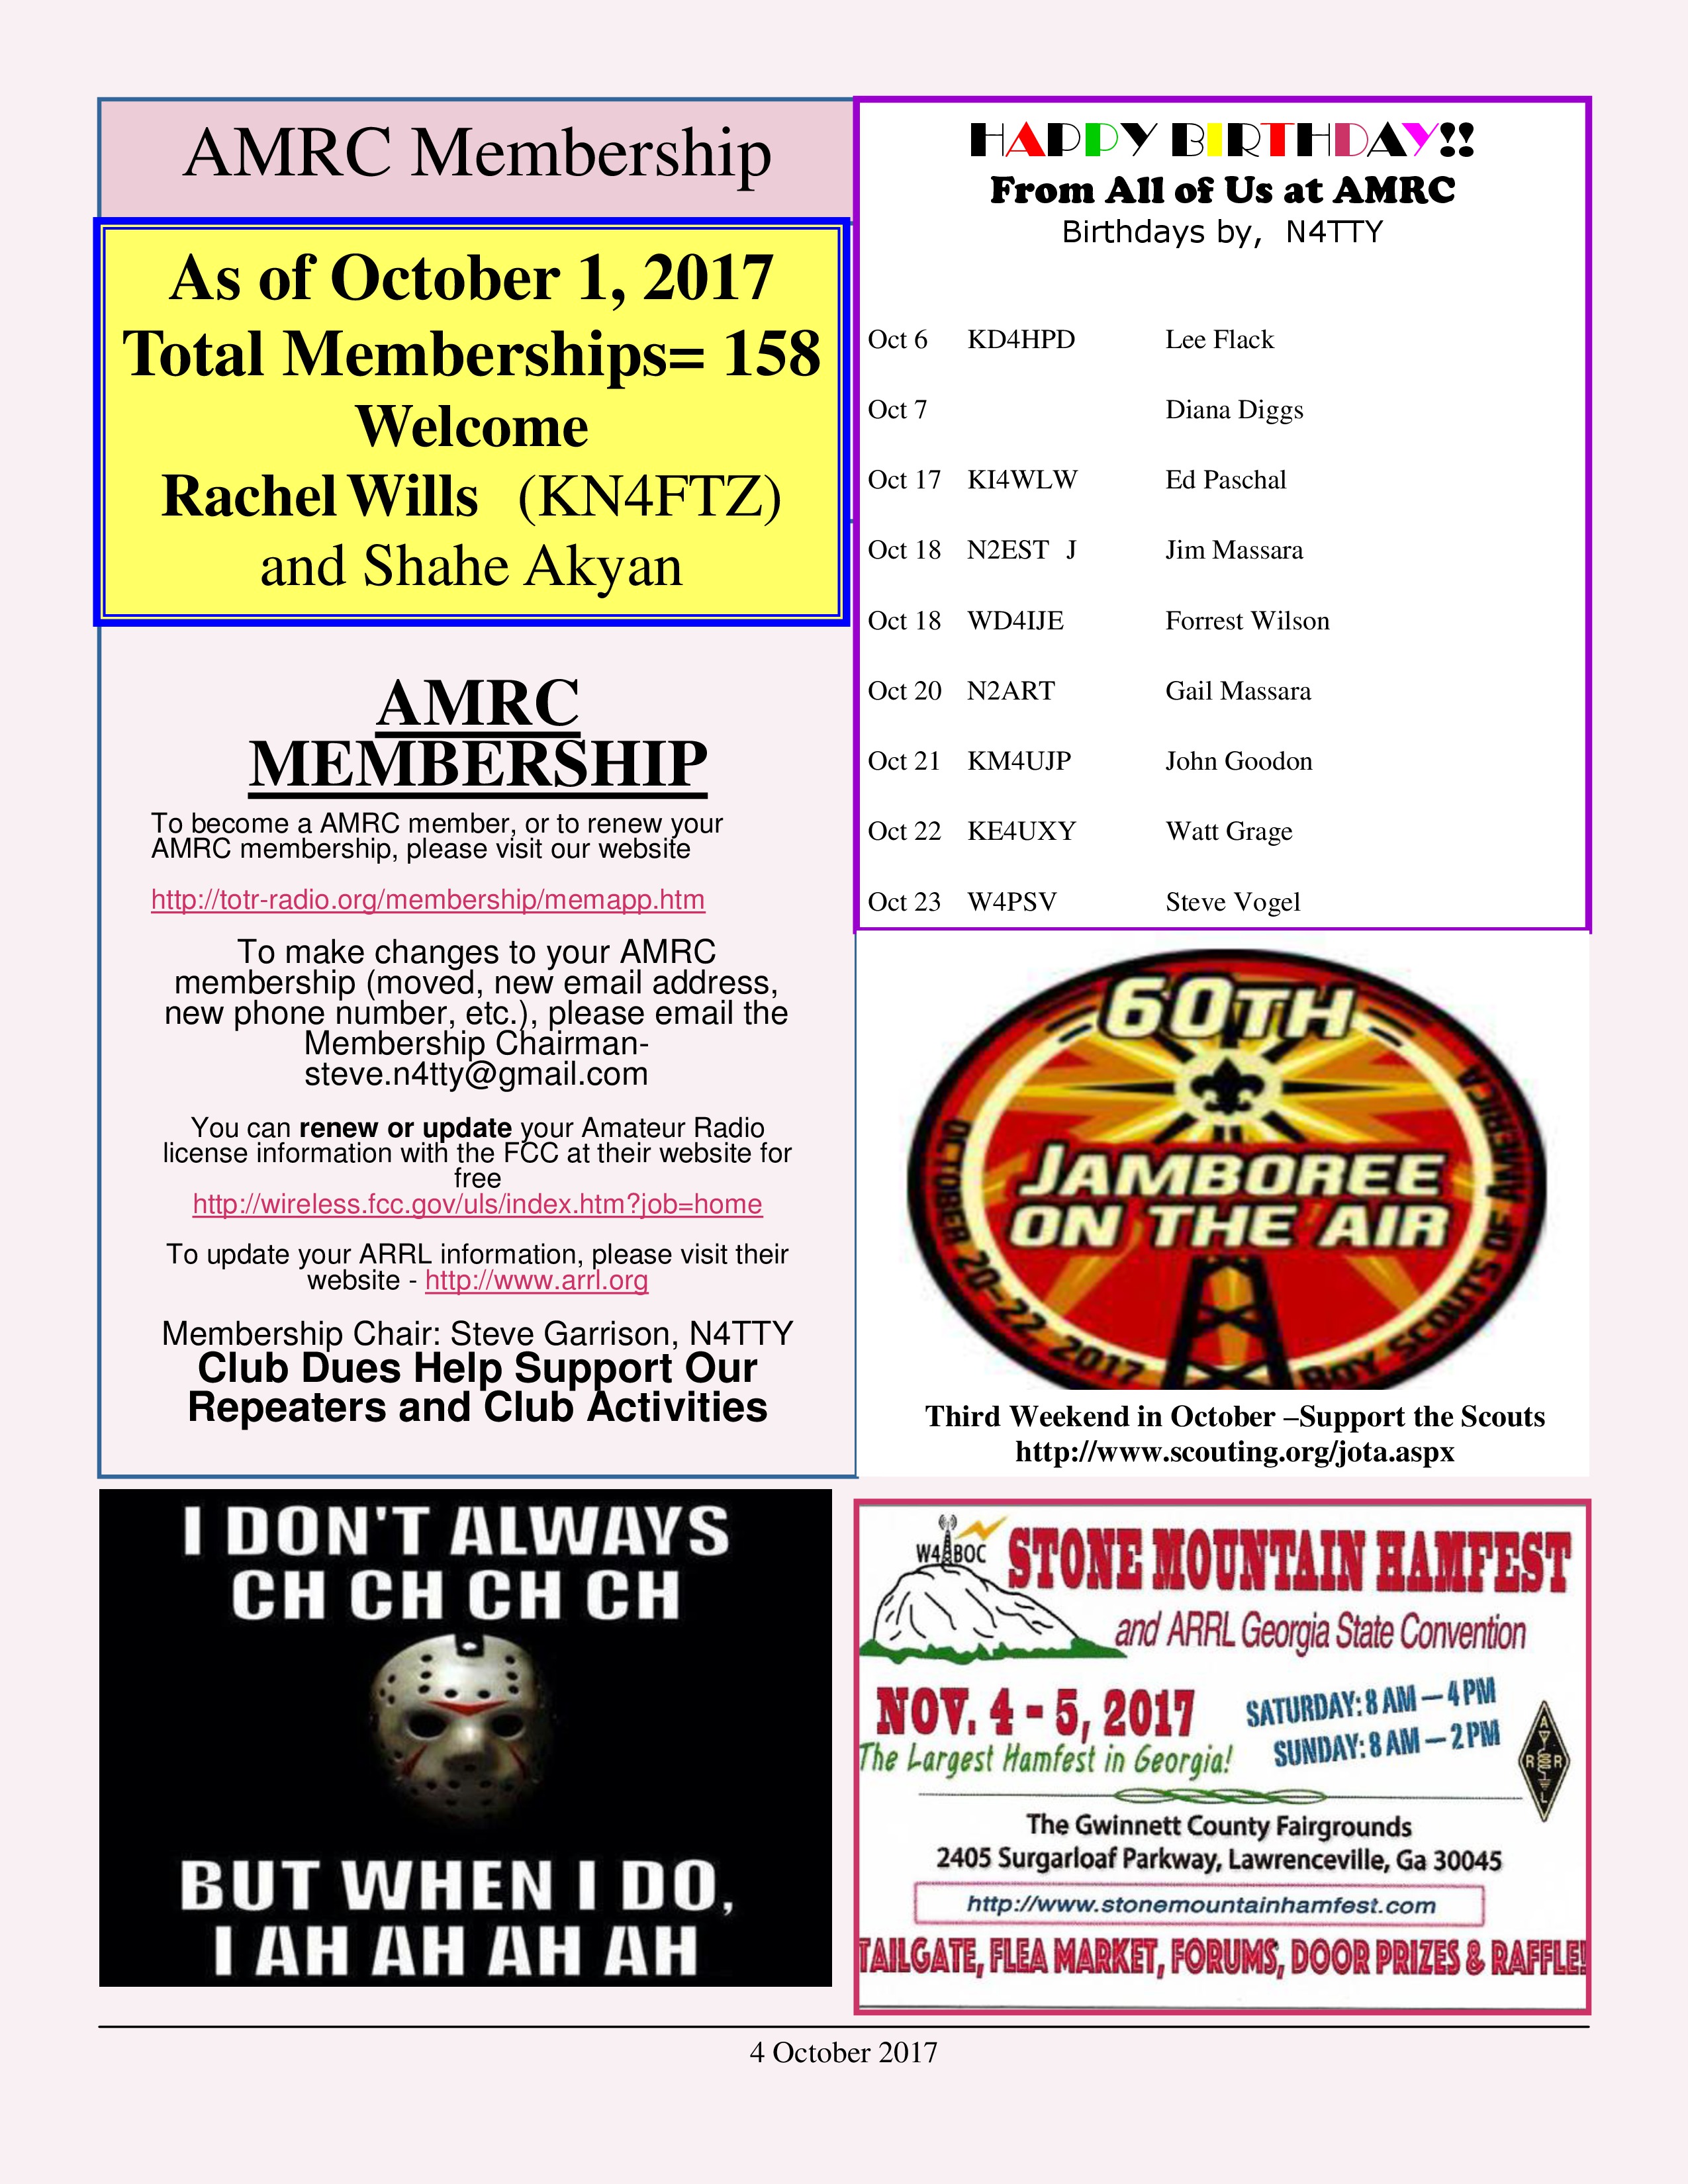 AMRC Membership
As of October 1, 2017
Total Memberships= 158
Welcome
Rachel Wills (KN4FTZ)
and Shahe Akyan
AMRC
MEMBERSHIP
To become a AMRC member, or to renew your
AMRC membership, please visit our website
http://totr-radio.org/membership/memapp.htm
To make changes to your AMRC
membership (moved, new email address,
new phone number, etc.), please email the
Membership Chairman-
steve.n4tty@gmail.com
You can renew or update your Amateur Radio
license information with the FCC at their website for
free
http://wireless.fcc.gov/uls/index.htm?job=home
To update your ARRL information, please visit their
website - http://www.arrl.org
Membership Chair: Steve Garrison, N4TTY
Club Dues Help Support Our
Repeaters and Club Activities
HAPPY BIRTHDAY!!
From All of Us at AMRC
Birthdays by, N4TTY
Oct 6 KD4HPD Lee Flack
Oct 7 Diana Diggs
Oct 17 KI4WLW Ed Paschal
Oct 18 N2EST J Jim Massara
Oct 18 WD4IJE Forrest Wilson
Oct 20 N2ART Gail Massara
Oct 21 KM4UJP John Goodon
Oct 22 KE4UXY Watt Grage
Oct 23 W4PSV Steve Vogel
60TH
JAMBOREE
ON THE AIR
OCTOBER 20-22, 2017
BOY SCOUTS OF AMERICA
Third Weekend in October –Support the Scouts
http://www.scouting.org/jota.aspx
I DON'T ALWAYS
CH CH CH CH
BUT WHEN I DO,
I AH AH AH AH
W4BOC
STONE MOUNTAIN HAMFEST
and ARRL Georgia State Convention
NOV. 4 - 5, 2017
SATURDAY: 8 AM — 4 PM
SUNDAY: 8 AM — 2 PM
The Largest Hamfest in Georgia!
A R R L
The Gwinnett County Fairgrounds
2405 Surgarloaf Parkway, Lawrenceville, Ga 30045
http://www.stonemountainhamfest.com
TAILGATE, FLEA MARKET, FORUMS, DOOR PRIZES & RAFFLE!
4 October 2017